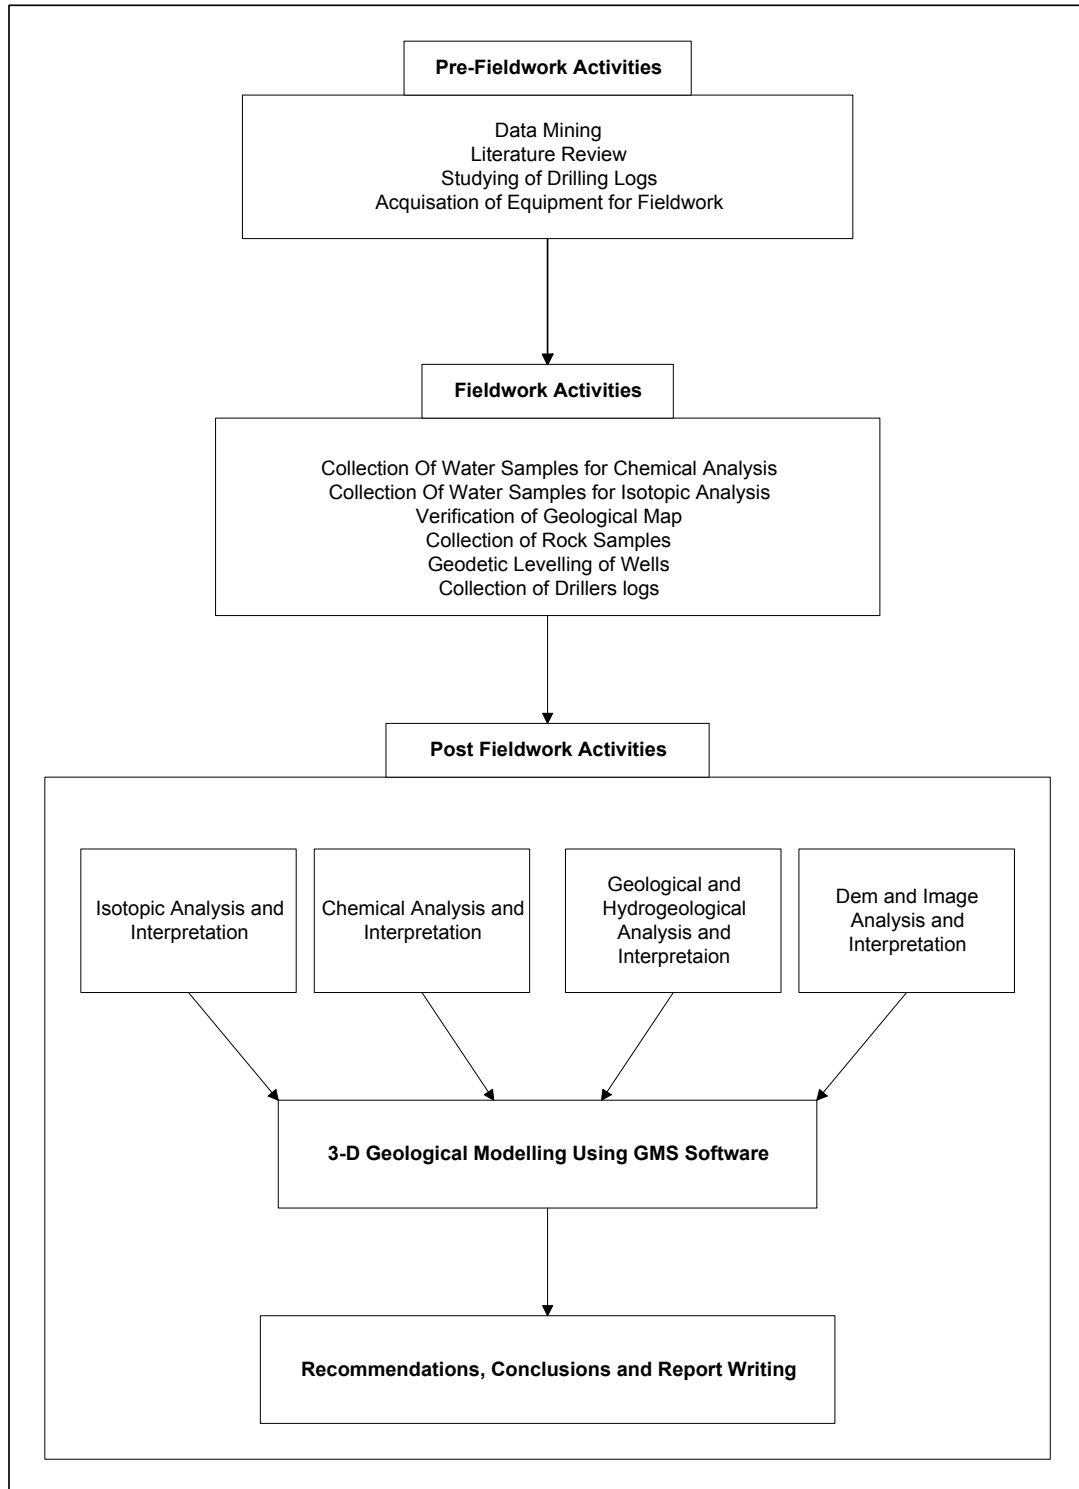 Pre-Fieldwork Activities
Data Mining
Literature Review
Studying of Drilling Logs
Acquisation of Equipment for Fieldwork
Fieldwork Activities
Collection Of Water Samples for Chemical Analysis
Collection Of Water Samples for Isotopic Analysis
Verification of Geological Map
Collection of Rock Samples
Geodetic Levelling of Wells
Collection of Drillers logs
Post Fieldwork Activities
Isotopic Analysis and
Interpretation
Chemical Analysis and
Interpretation
Geological and
Hydrogeological
Analysis and
Interpretaion
Dem and Image
Analysis and
Interpretation
3-D Geological Modelling Using GMS Software
Recommendations, Conclusions and Report Writing